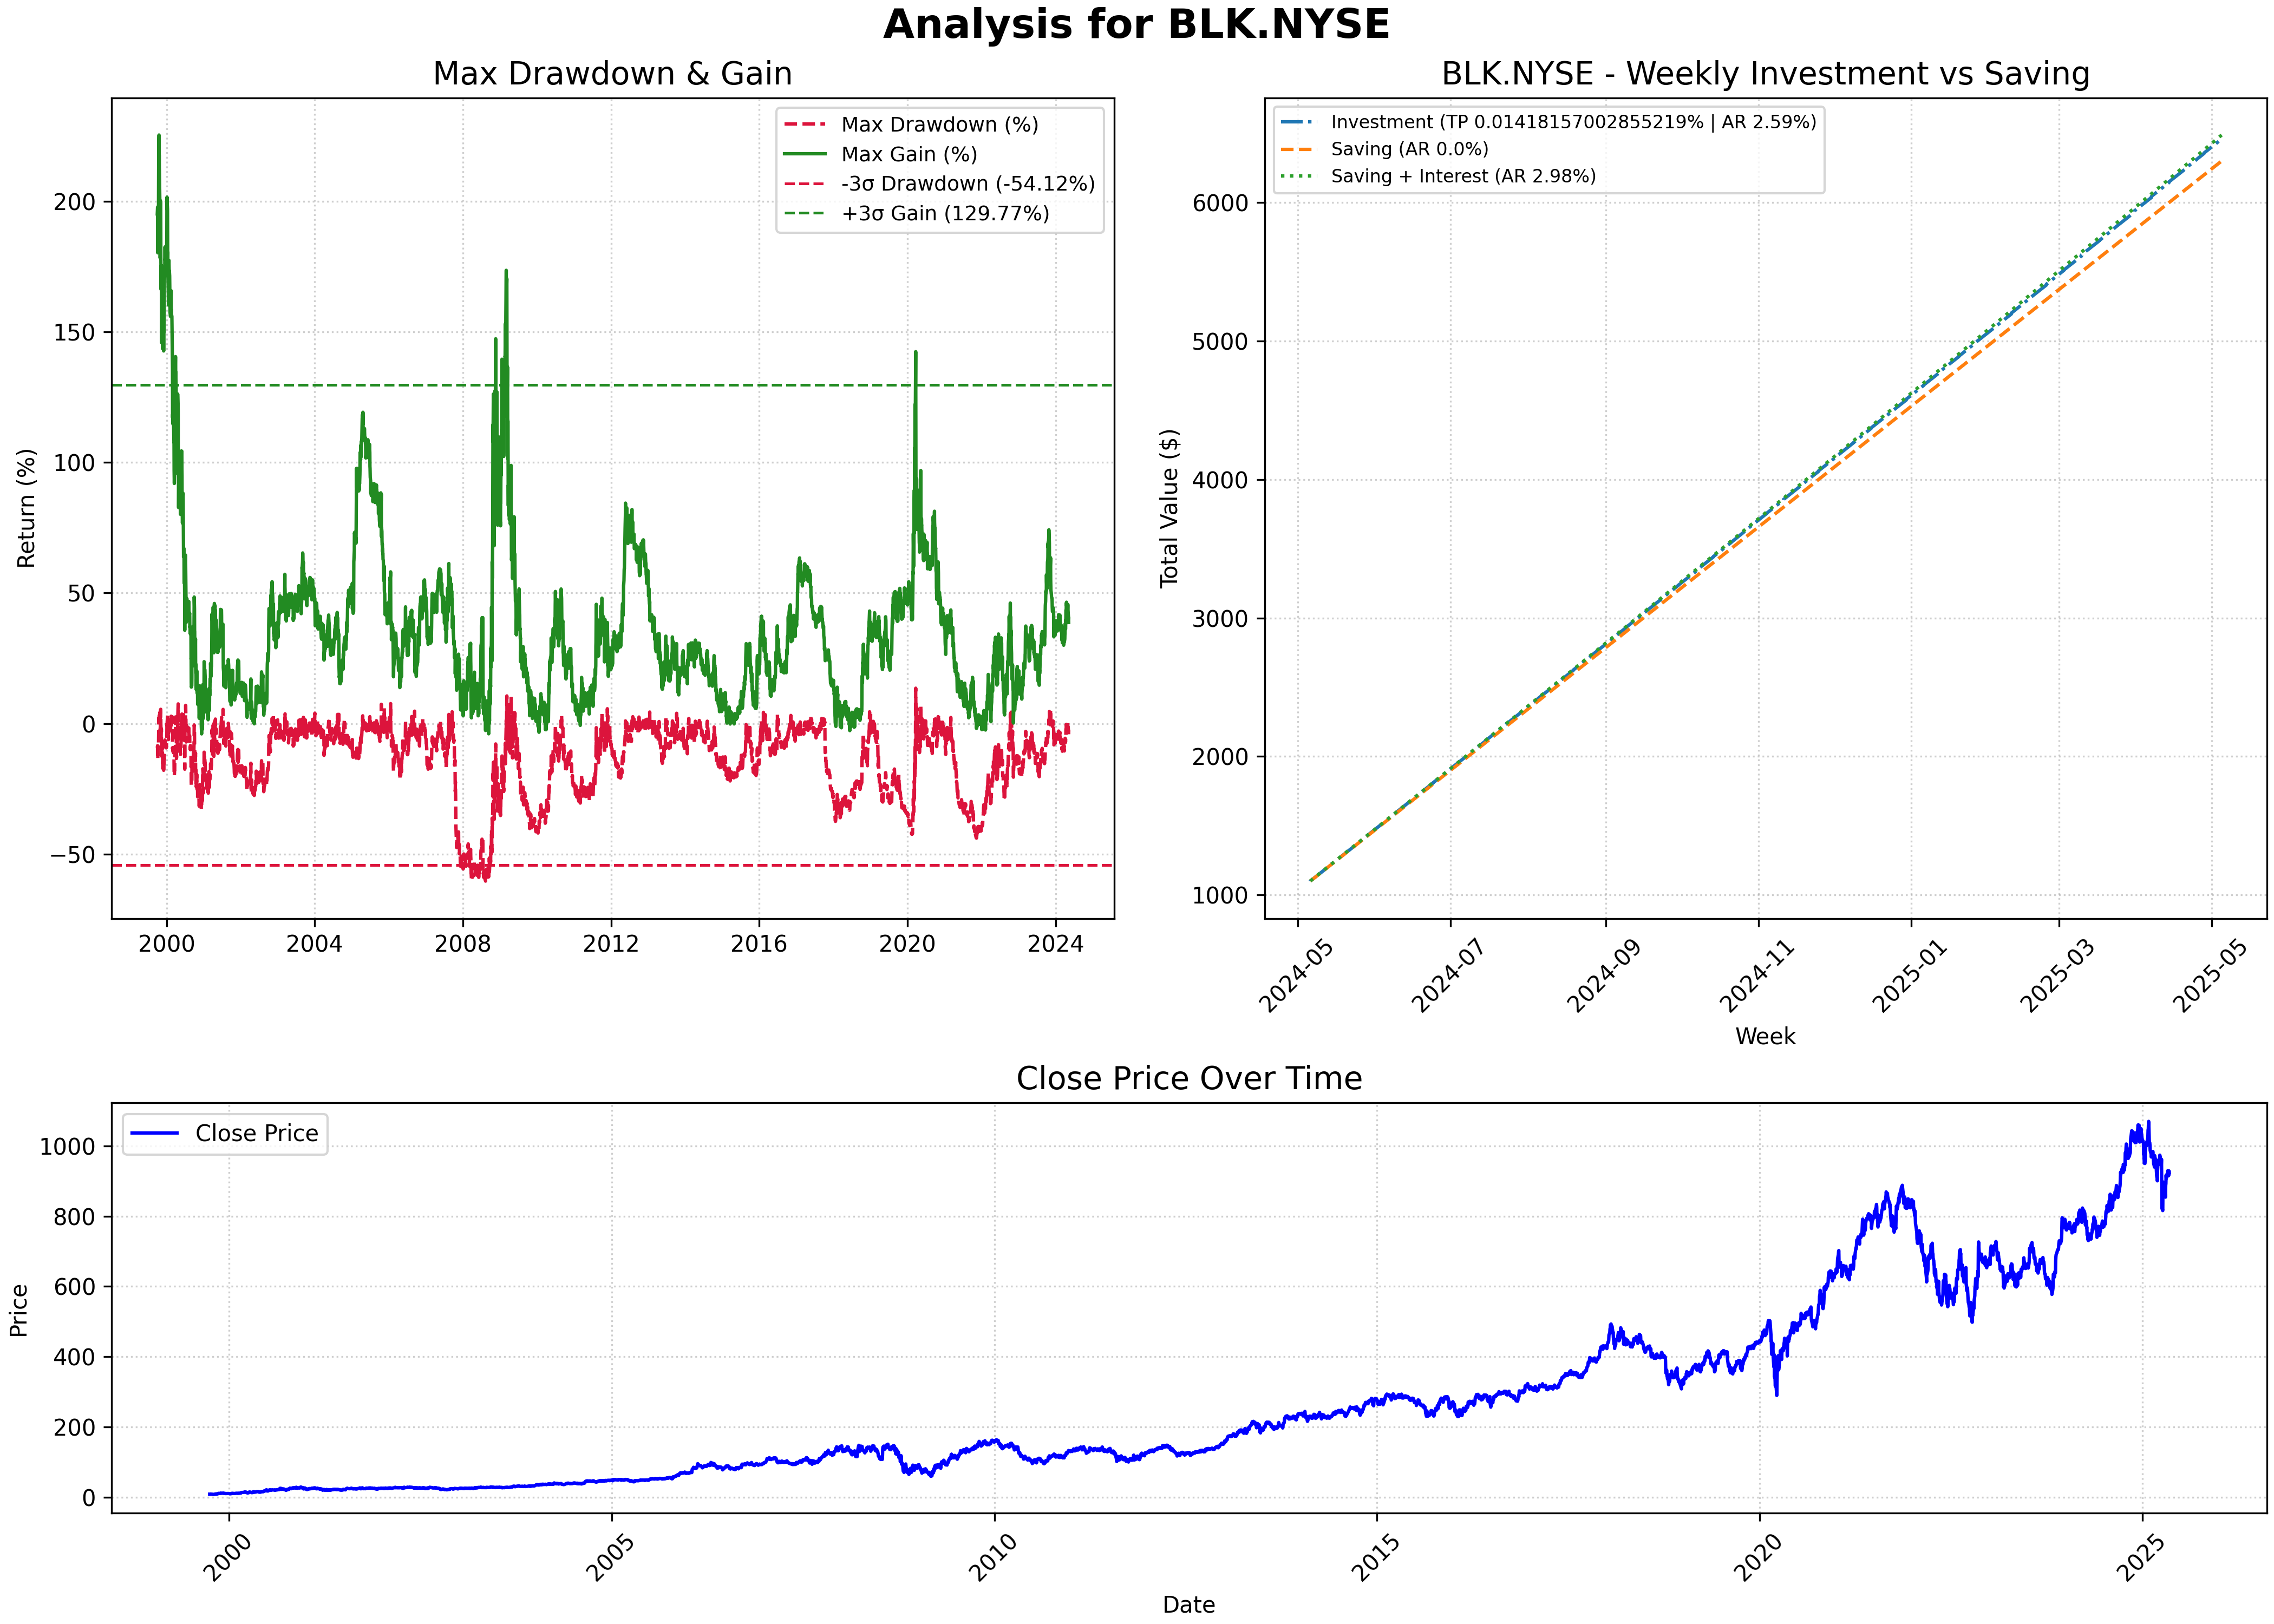 Analysis for BLK.NYSE
Max Drawdown & Gain
Return (%)
200
150
100
50
0
−50
2000 2004 2008 2012 2016 2020 2024
Max Drawdown (%)
Max Gain (%)
-3σ Drawdown (-54.12%)
+3σ Gain (129.77%)
BLK.NYSE - Weekly Investment vs Saving
Total Value ($)
6000
5000
4000
3000
2000
1000
Investment (TP 0.01418157002855219% | AR 2.59%)
Saving (AR 0.0%)
Saving + Interest (AR 2.98%)
2024-05 2024-07 2024-09 2024-11 2025-01 2025-03 2025-05
Week
Close Price Over Time
Price
1000
800
600
400
200
0
Close Price
2000 2005 2010 2015 2020 2025
Date